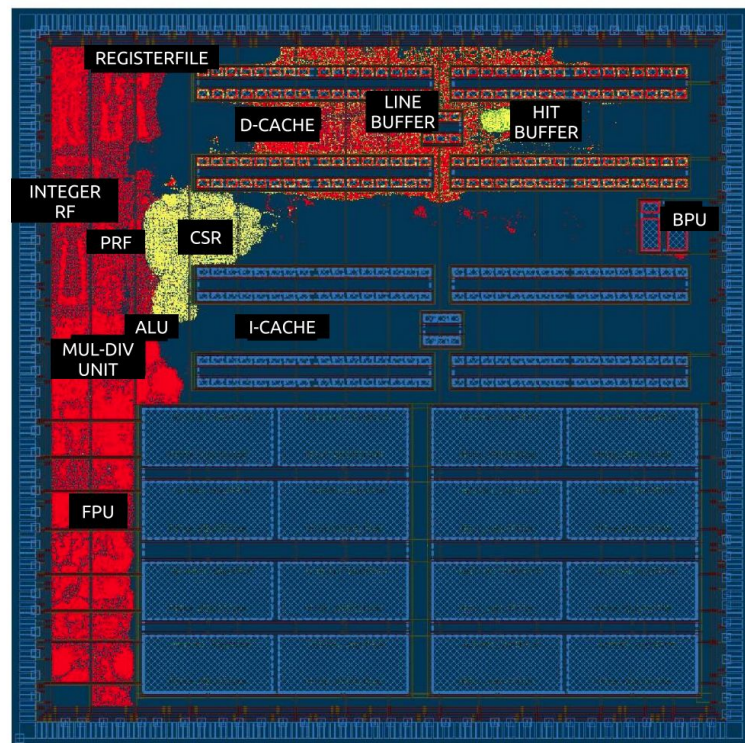 REGISTERFILE
D-CACHE
LINE
BUFFER
HIT
BUFFER
INTEGER
RF
PRF
CSR
BPU
ALU
I-CACHE
MUL-DIV
UNIT
FPU